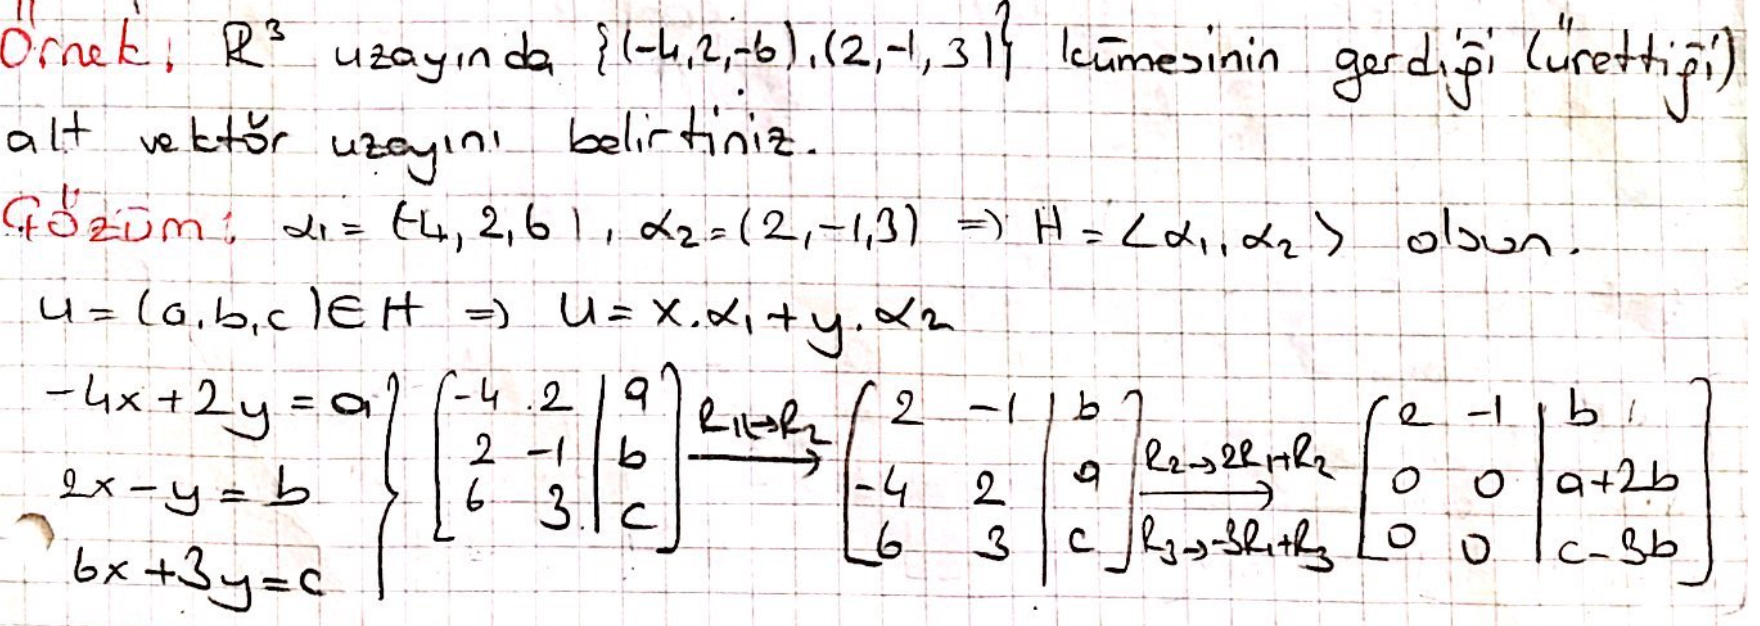 Örnek: R³ uzayında {(-4,2,-6),(2,-1,3)} kümesinin gerdiği (ürettiği)
alt vektör uzayını belirtiniz.
Çözüm: α₁ = (-4, 2, 6), α₂ = (2, -1, 3) ⇒ H = <α₁, α₂> olsun.
u = (a, b, c) ∈ H ⇒ u = x.α₁ + y.α₂
-4x + 2y = a } [-4 2 | a] R₁↔R₂ [2 -1 | b] R₂→2R₁+R₂ [2 -1 | b]
2x - y = b } [2 -1 | b] → [-4 2 | a] → [0 0 | a+2b]
6x + 3y = c } [6 3 | c] [6 3 | c] R₃→-3R₁+R₃ [0 0 | c-3b]